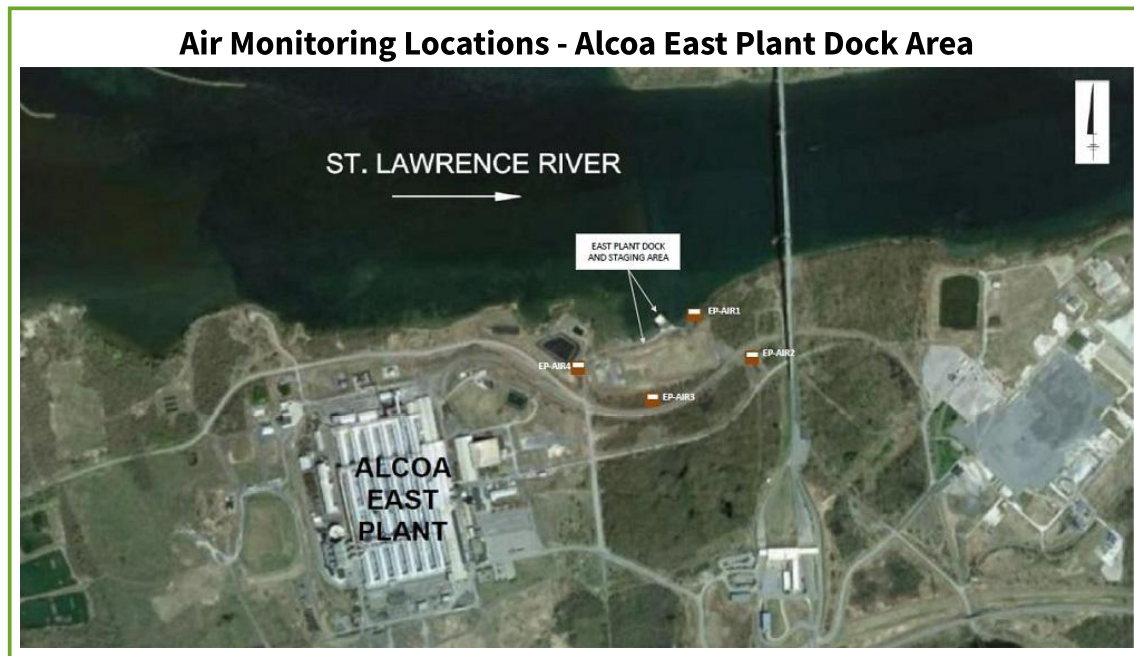 Air Monitoring Locations - Alcoa East Plant Dock Area
ST. LAWRENCE RIVER
EAST PLANT DOCK
AND STAGING AREA
EP-AIR1
EP-AIR2
EP-AIR4
EP-AIR3
ALCOA
EAST
PLANT